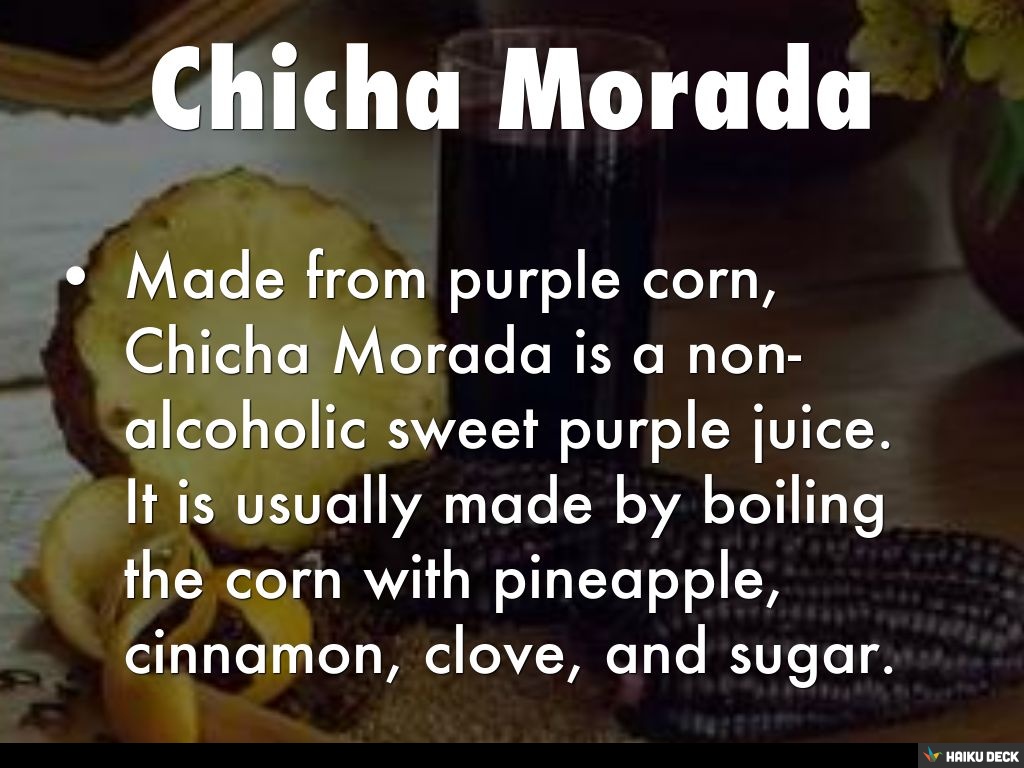 Chicha Morada
• Made from purple corn,
Chicha Morada is a non-
alcoholic sweet purple juice.
It is usually made by boiling
the corn with pineapple,
cinnamon, clove, and sugar.
HAIKU DECK